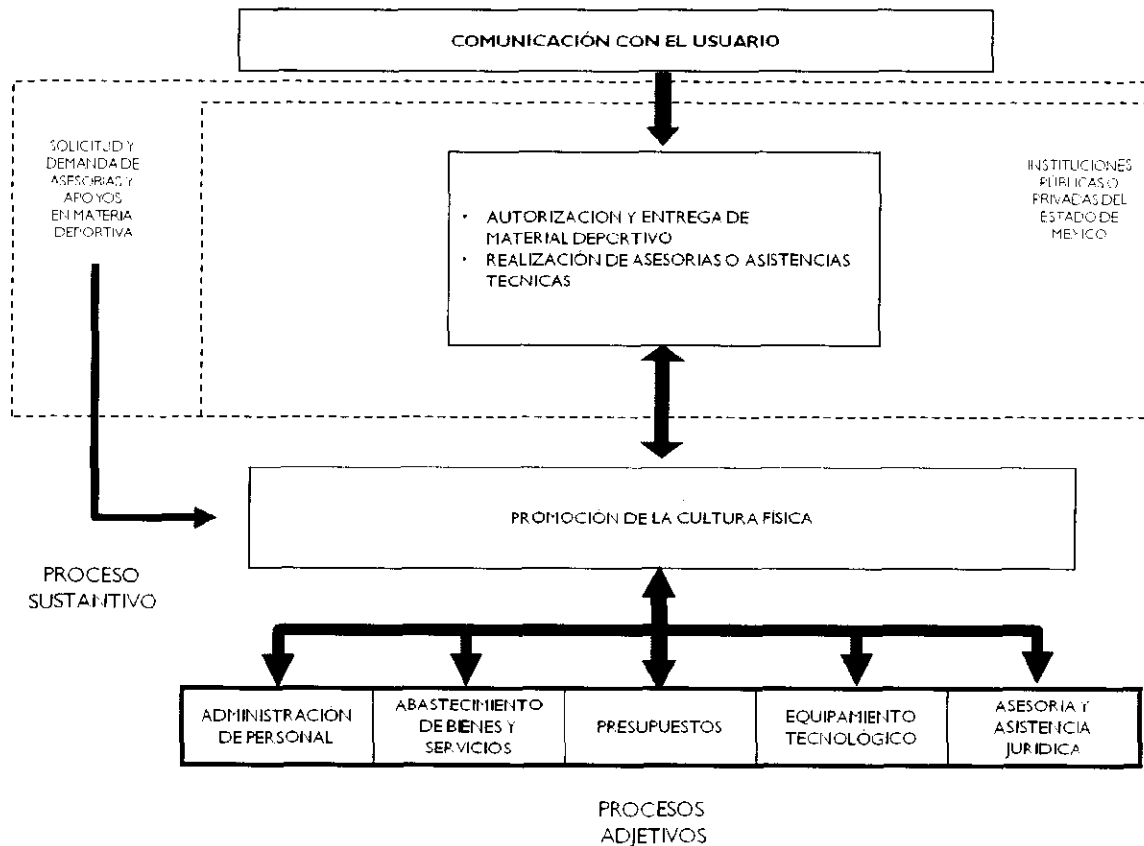 COMUNICACIÓN CON EL USUARIO
SOLICITUD Y
DEMANDA DE
ASESORIAS Y
APOYOS
EN MATERIA
DEPORTIVA
• AUTORIZACION Y ENTREGA DE
MATERIAL DEPORTIVO
• REALIZACIÓN DE ASESORIAS O ASISTENCIAS
TECNICAS
INSTITUCIONES
PÚBLICAS O
PRIVADAS DEL
ESTADO DE
MEXICO
PROMOCIÓN DE LA CULTURA FÍSICA
PROCESO
SUSTANTIVO
ADMINISTRACIÓN
DE PERSONAL
ABASTECIMIENTO
DE BIENES Y
SERVICIOS
PRESUPUESTOS
EQUIPAMIENTO
TECNOLÓGICO
ASESORIA Y
ASISTENCIA
JURIDICA
PROCESOS
ADJETIVOS